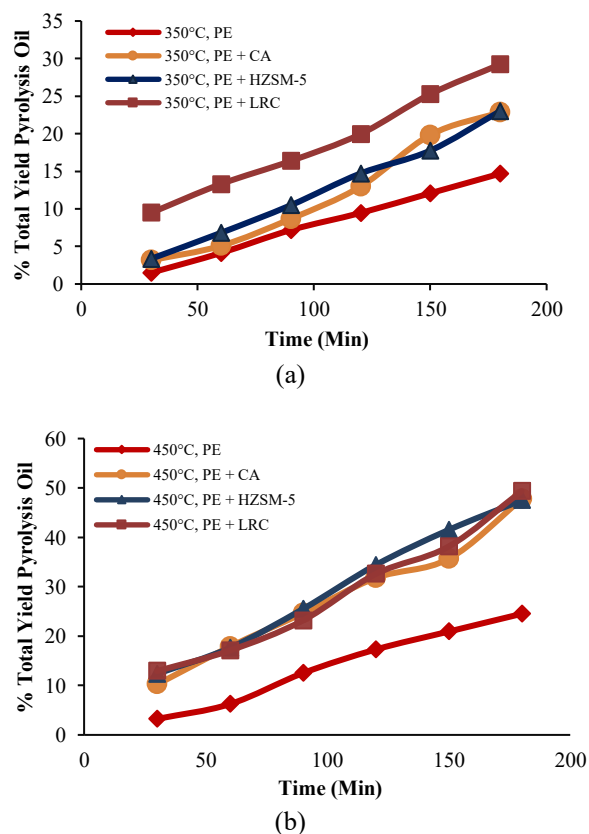 35
30
25
20
15
10
5
0
% Total Yield Pyrolysis Oil
350°C, PE
350°C, PE + CA
350°C, PE + HZSM-5
350°C, PE + LRC
0 50 100 150 200
Time (Min)
(a)
60
50
40
30
20
10
0
% Total Yield Pyrolysis Oil
450°C, PE
450°C, PE + CA
450°C, PE + HZSM-5
450°C, PE + LRC
0 50 100 150 200
Time (Min)
(b)